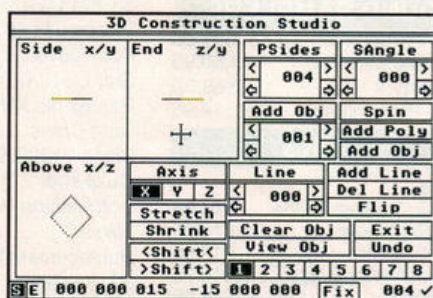 3D Construction Studio
Side x/y End z/y PSides SAngle
< 004 > < 000 >
Add Obj Spin
< 001 > Add Poly
Add Obj
Above x/z Axis Line Add Line
X Y Z < 000 > Del Line
Stretch Flip
Shrink Clear Obj Exit
<Shift< View Obj Undo
>Shift> 1 2 3 4 5 6 7 8
S E 000 000 015 -15 000 000 Fix 004 ✓